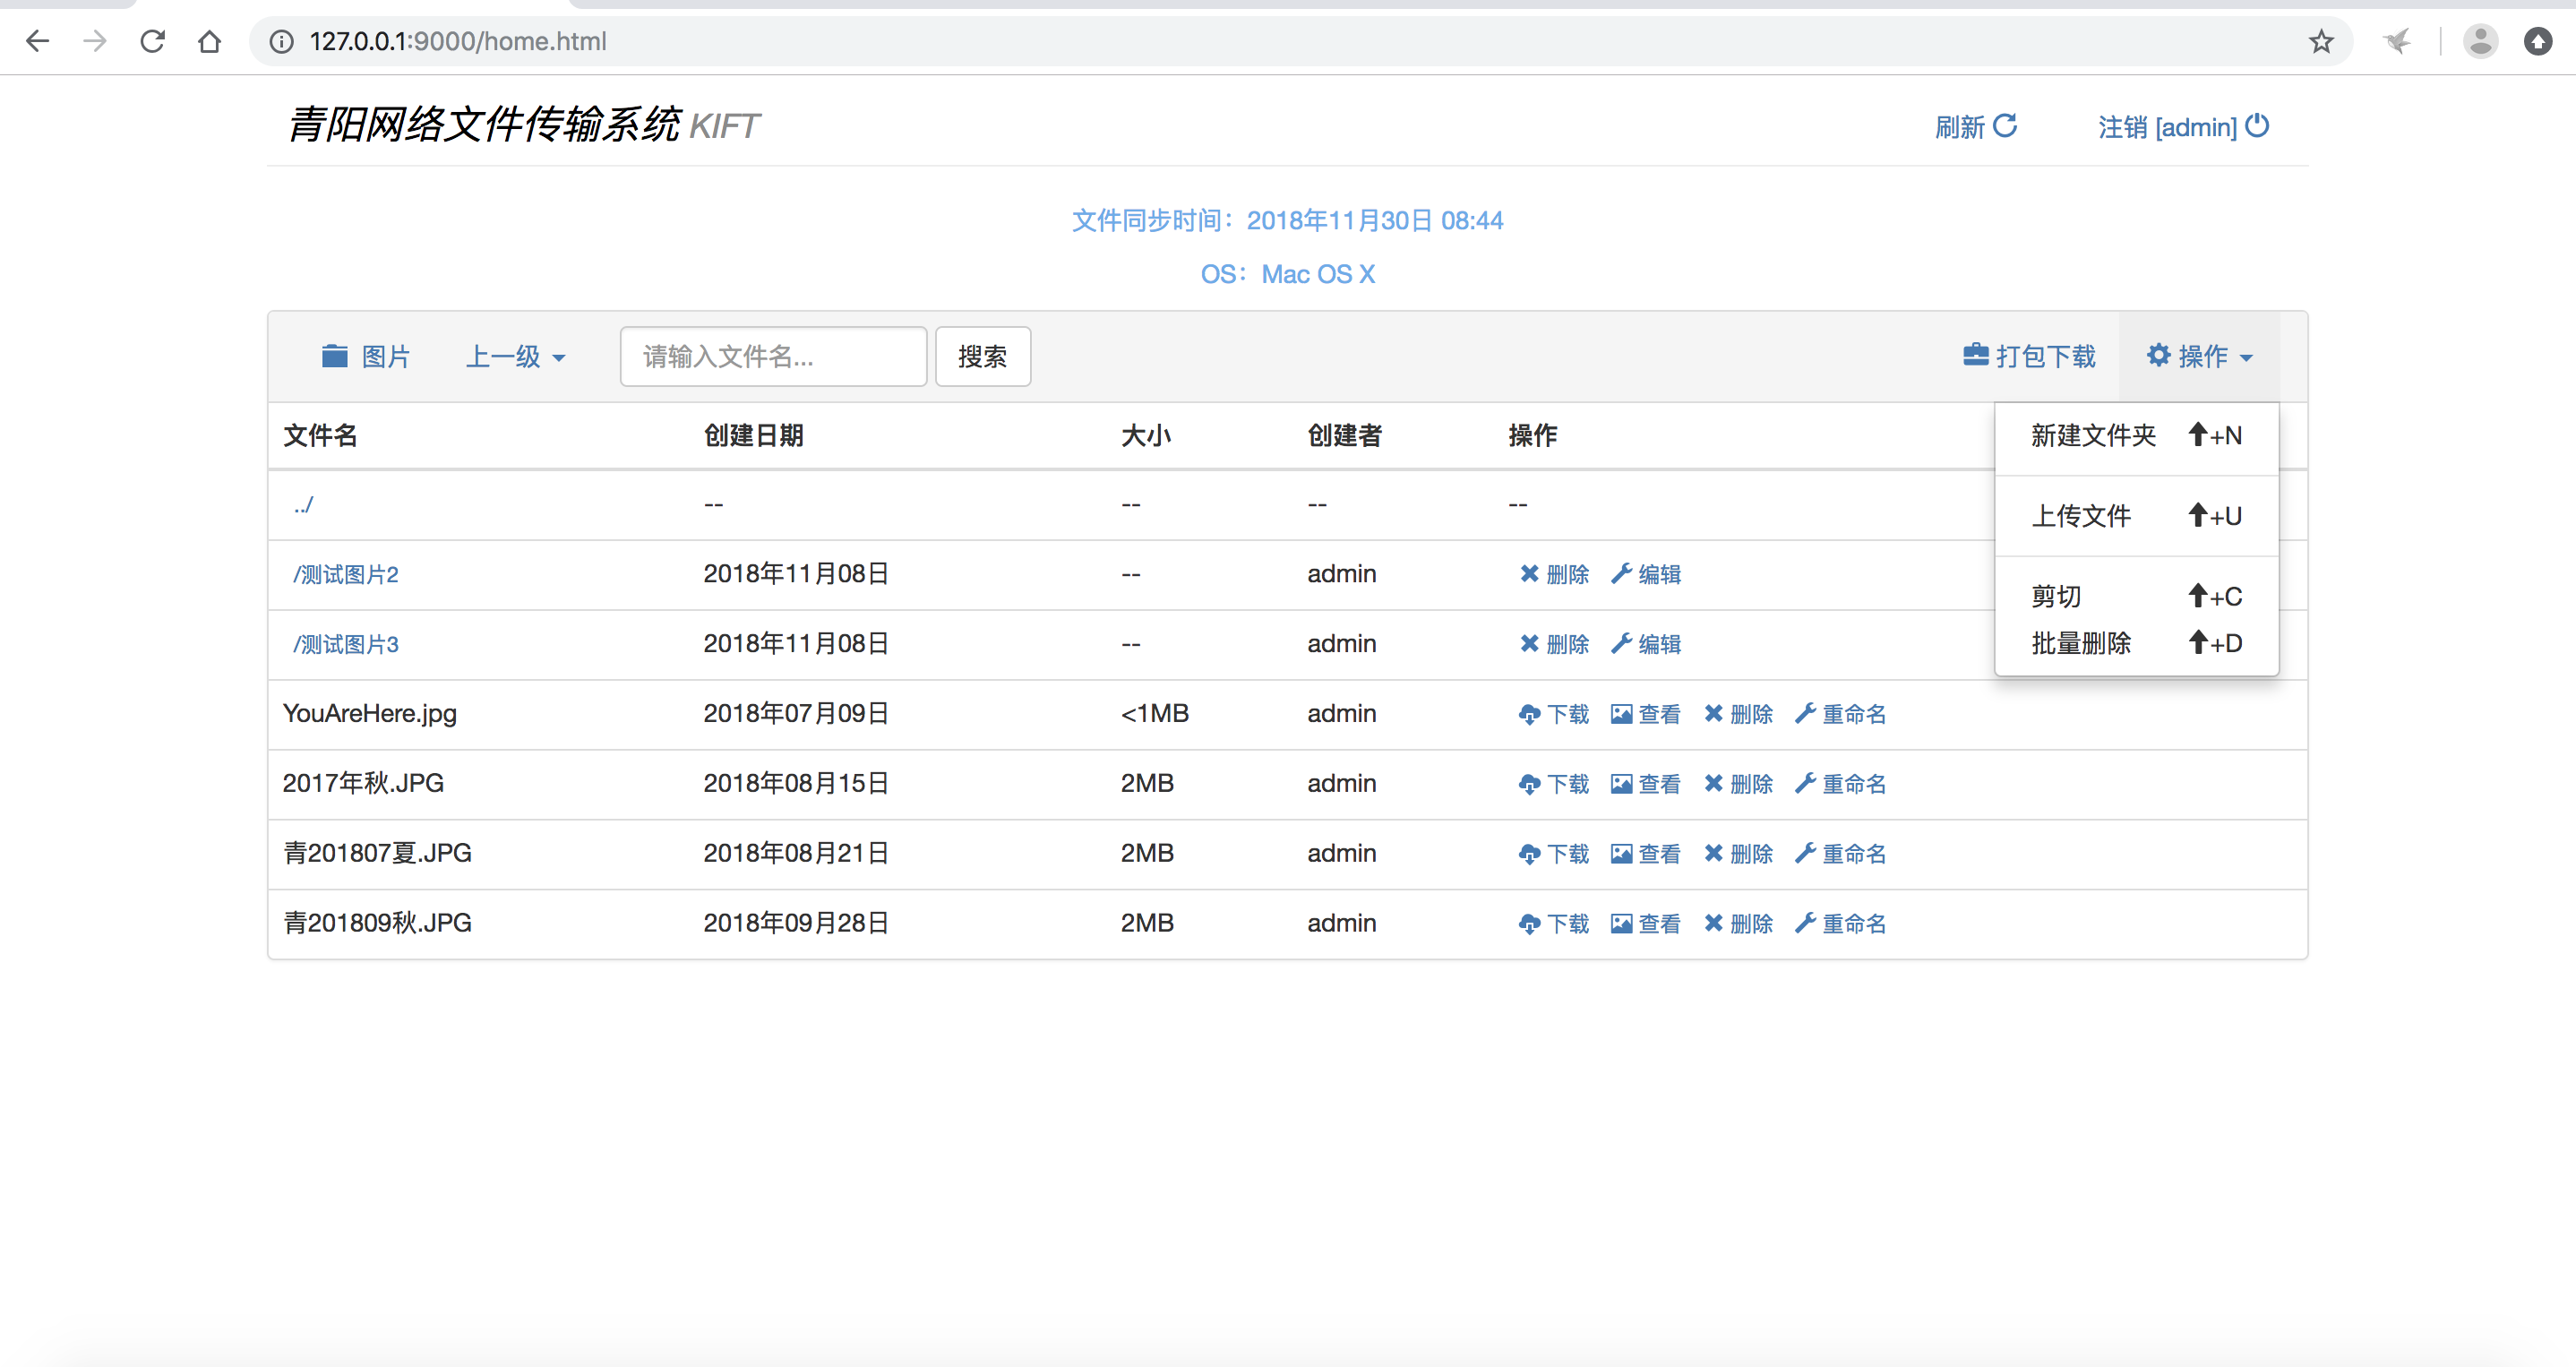 127.0.0.1:9000/home.html
青阳网络文件传输系统 KIFT
刷新 注销 [admin]
文件同步时间：2018年11月30日 08:44
OS：Mac OS X
图片 上一级 请输入文件名... 搜索 打包下载 操作
文件名 创建日期 大小 创建者 操作
新建文件夹 +N
../ -- -- -- --
上传文件 +U
/测试图片2 2018年11月08日 -- admin 删除 编辑
剪切 +C
/测试图片3 2018年11月08日 -- admin 删除 编辑
批量删除 +D
YouAreHere.jpg 2018年07月09日 <1MB admin 下载 查看 删除 重命名
2017年秋.JPG 2018年08月15日 2MB admin 下载 查看 删除 重命名
青201807夏.JPG 2018年08月21日 2MB admin 下载 查看 删除 重命名
青201809秋.JPG 2018年09月28日 2MB admin 下载 查看 删除 重命名